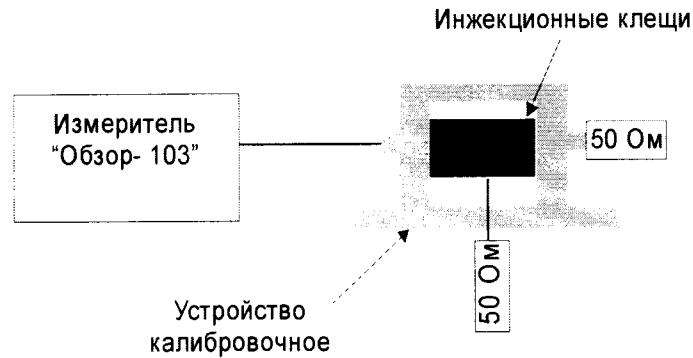 Инжекционные клещи
Измеритель
“Обзор- 103”
50 Ом
50 Ом
Устройство
калибровочное